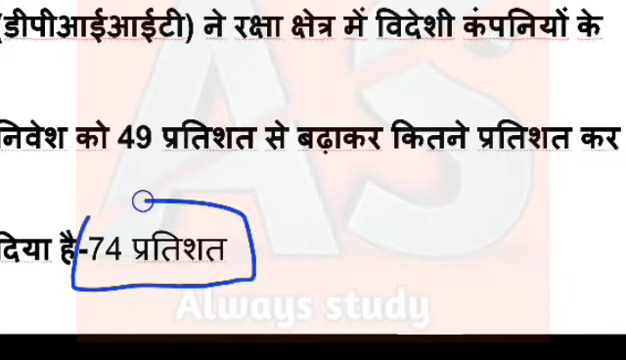 (डीपीआईआईटी) ने रक्षा क्षेत्र में विदेशी कंपनियों के
निवेश को 49 प्रतिशत से बढ़ाकर कितने प्रतिशत कर
दिया है-74 प्रतिशत
Always study